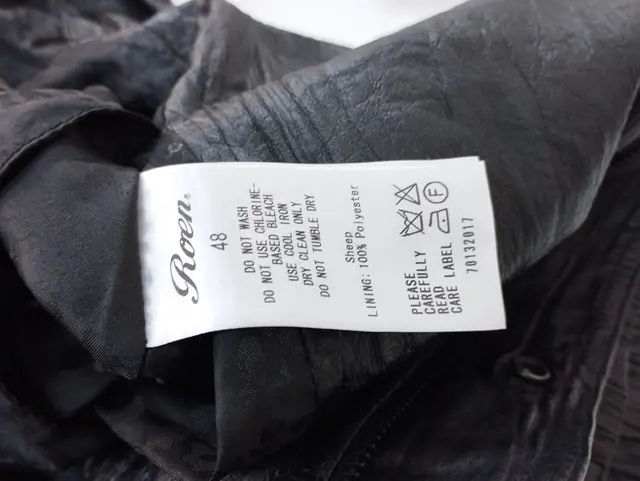 Roen®
48
DO NOT WASH
DO NOT USE CHLORINE-
BASED BLEACH
USE COOL IRON
DRY CLEAN ONLY
DO NOT TUMBLE DRY
Sheep
LINING: 100% Polyester
F
PLEASE
CAREFULLY
READ
CARE LABEL
70132017